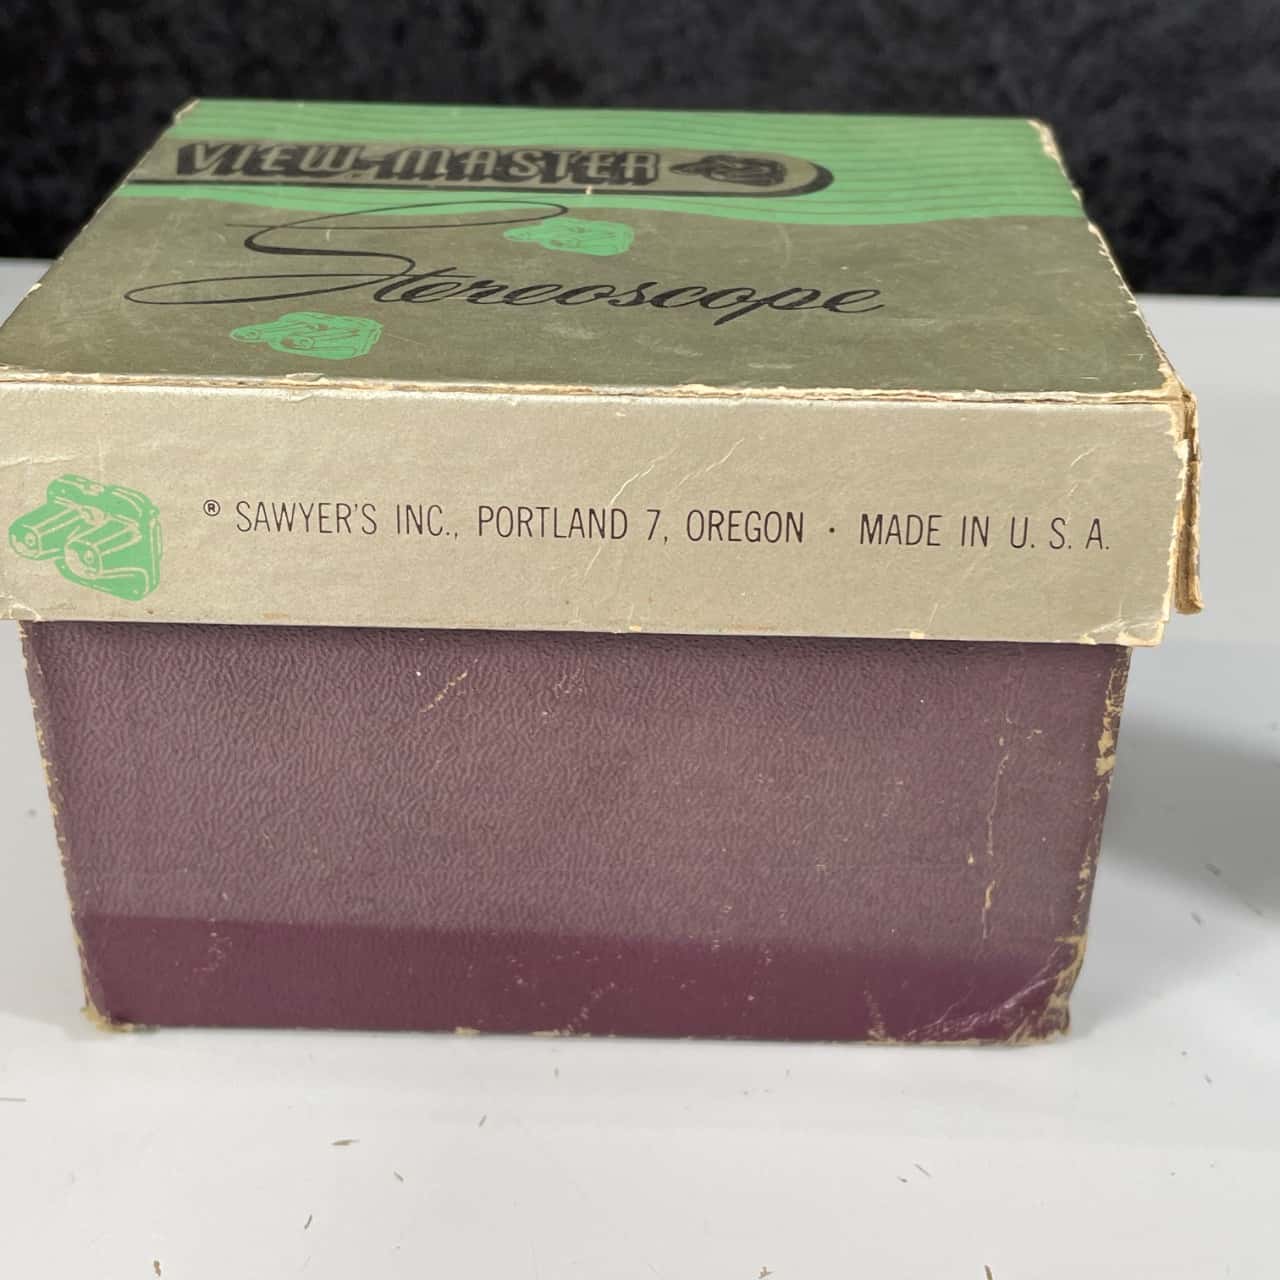 VIEW-MASTER
Stereoscope
® SAWYER'S INC., PORTLAND 7, OREGON · MADE IN U. S. A.